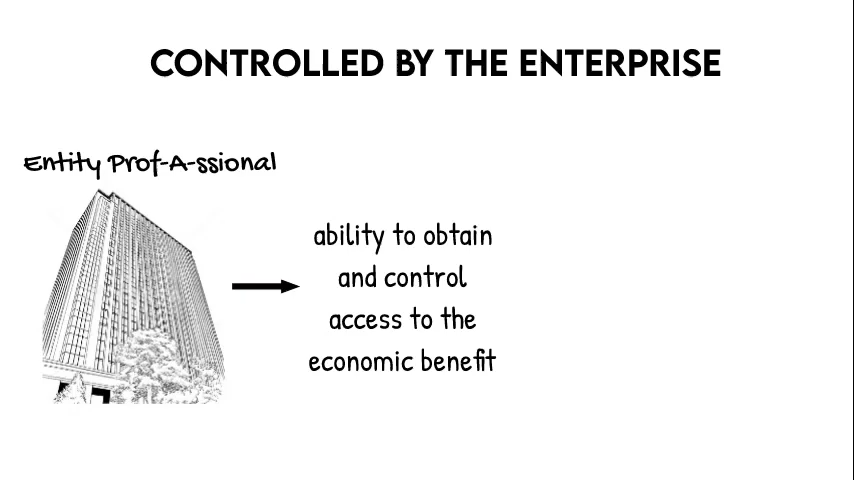 CONTROLLED BY THE ENTERPRISE
Entity Prof-A-ssional
ability to obtain
and control
access to the
economic benefit